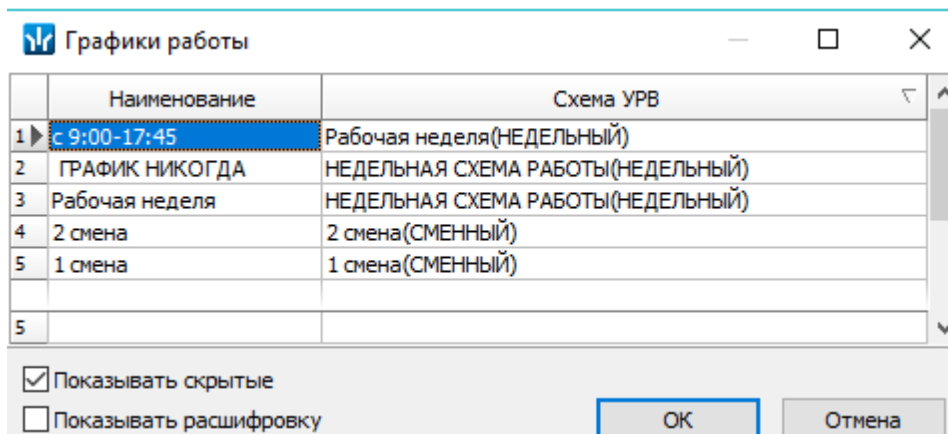 Графики работы
Наименование Схема УРВ
1 с 9:00-17:45 Рабочая неделя(НЕДЕЛЬНЫЙ)
2 ГРАФИК НИКОГДА НЕДЕЛЬНАЯ СХЕМА РАБОТЫ(НЕДЕЛЬНЫЙ)
3 Рабочая неделя НЕДЕЛЬНАЯ СХЕМА РАБОТЫ(НЕДЕЛЬНЫЙ)
4 2 смена 2 смена(СМЕННЫЙ)
5 1 смена 1 смена(СМЕННЫЙ)
5
Показывать скрытые
Показывать расшифровку ОК Отмена